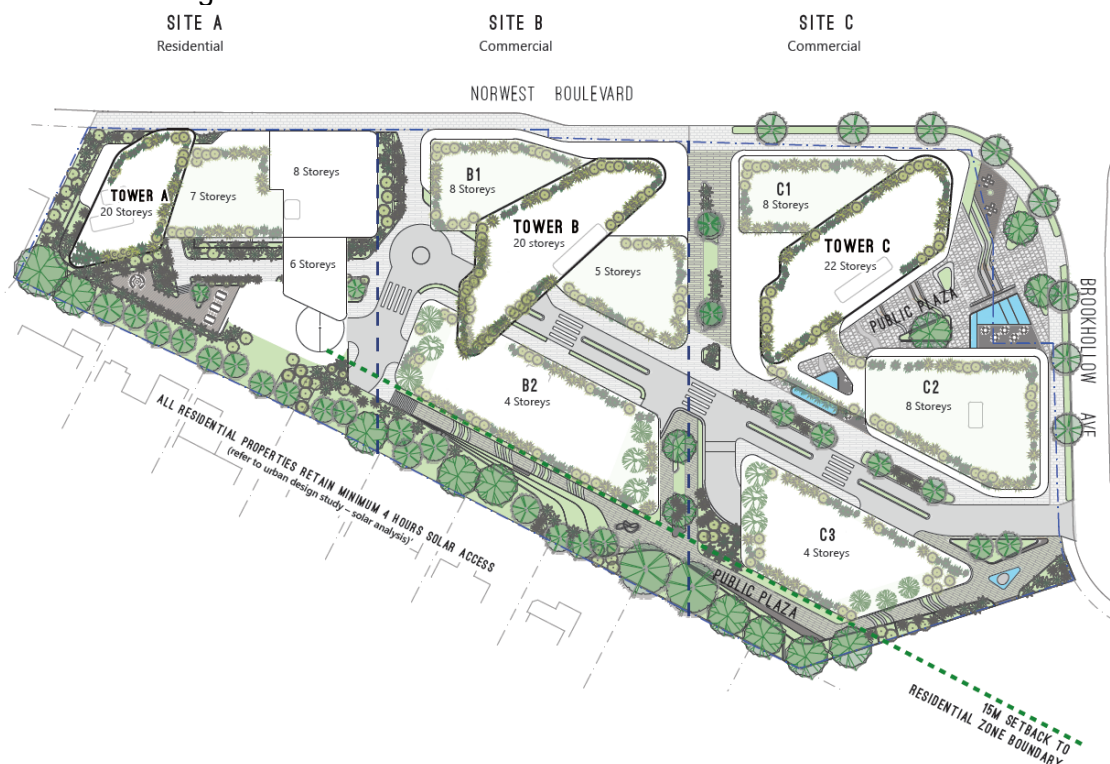 SITE A
Residential
SITE B
Commercial
SITE C
Commercial
NORWEST BOULEVARD
TOWER A
20 Storeys
7 Storeys
8 Storeys
6 Storeys
B1
8 Storeys
TOWER B
20 storeys
5 Storeys
B2
4 Storeys
C1
8 Storeys
TOWER C
22 Storeys
PUBLIC PLAZA
C2
8 Storeys
C3
4 Storeys
BROOKHOLLOW AVE
PUBLIC PLAZA
ALL RESIDENTIAL PROPERTIES RETAIN MINIMUM 4 HOURS SOLAR ACCESS
(refer to urban design study – solar analysis)'
15M SETBACK TO
RESIDENTIAL ZONE BOUNDARY